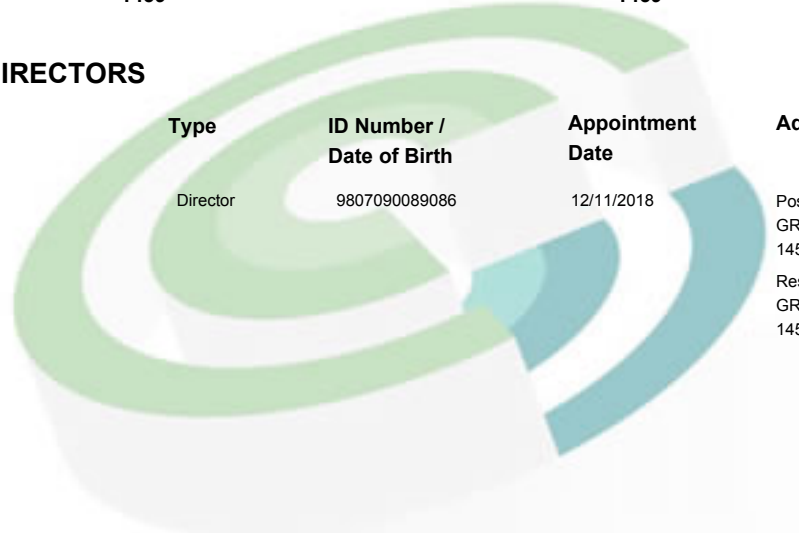 IRECTORS
Type ID Number / Appointment Ad
Date of Birth Date
Director 9807090089086 12/11/2018 Pos
GR
145
Res
GR
145